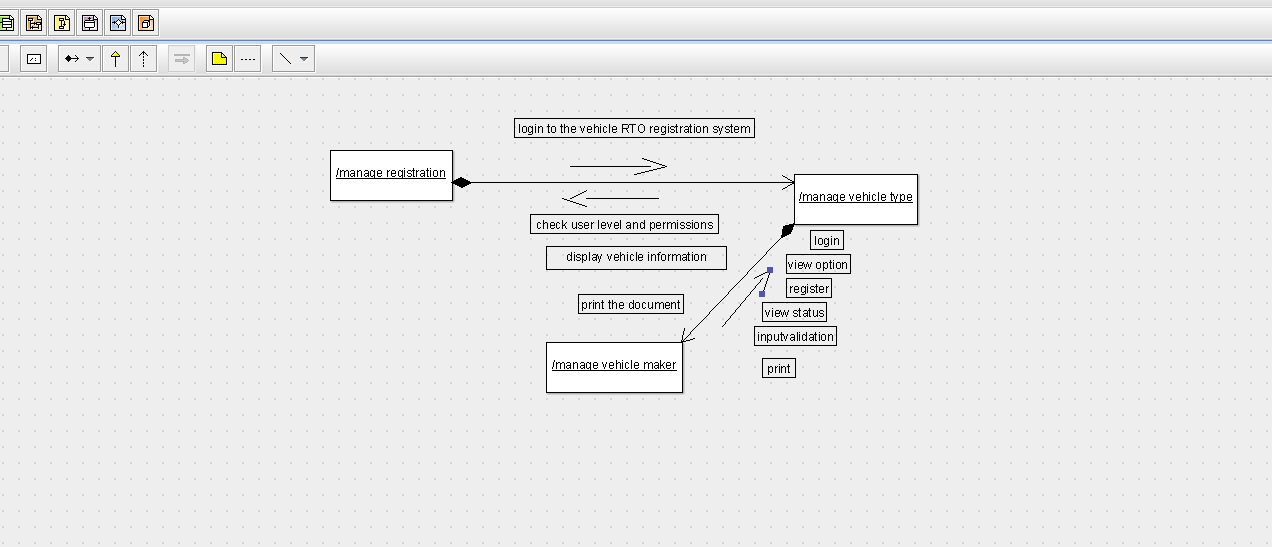 login to the vehicle RTO registration system
/manage registration
/manage vehicle type
check user level and permissions
login
display vehicle information
view option
register
print the document
view status
inputvalidation
/manage vehicle maker
print